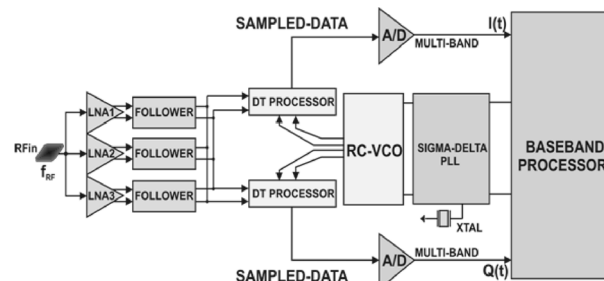 SAMPLED-DATA
A/D
MULTI-BAND
I(t)
LNA1
FOLLOWER
DT PROCESSOR
RFin
fRF
LNA2
FOLLOWER
RC-VCO
SIGMA-DELTA
PLL
BASEBAND
PROCESSOR
LNA3
FOLLOWER
DT PROCESSOR
XTAL
SAMPLED-DATA
A/D
MULTI-BAND
Q(t)